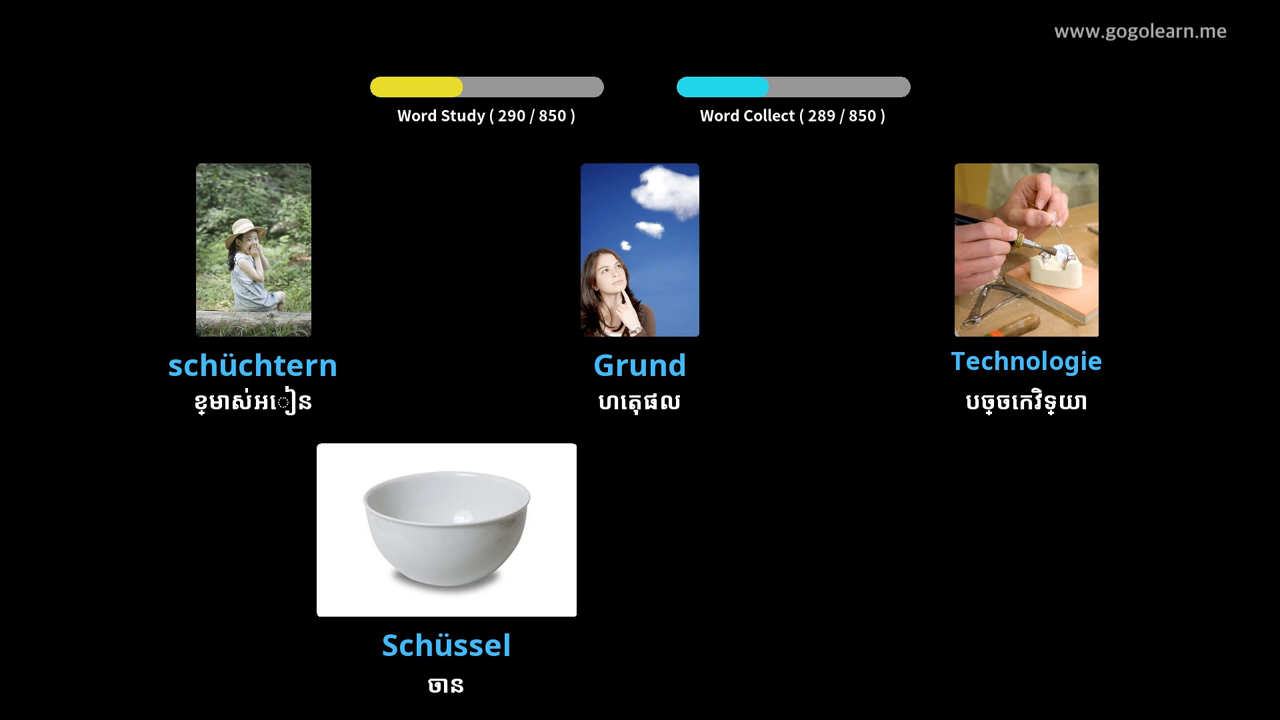 www.gogolearn.me
Word Study ( 290 / 850 )
Word Collect ( 289 / 850 )
schüchtern
ខ្មាស់អៀន
Grund
ហេតុផល
Technologie
បច្ចេកវិទ្យា
Schüssel
ចាន